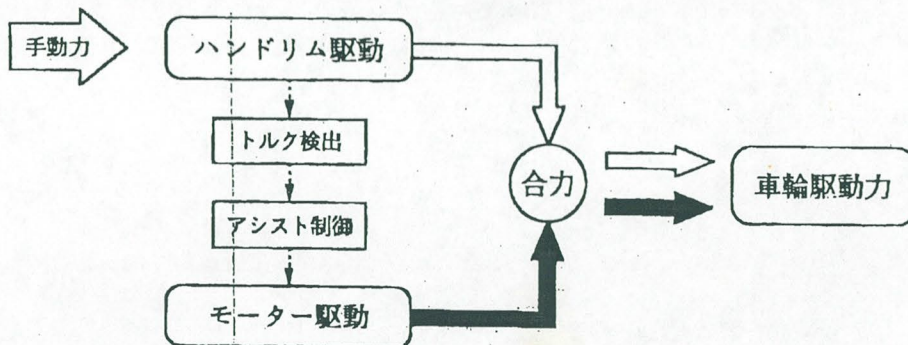 手動力
ハンドリム駆動
トルク検出
アシスト制御
モーター駆動
合力
車輪駆動力